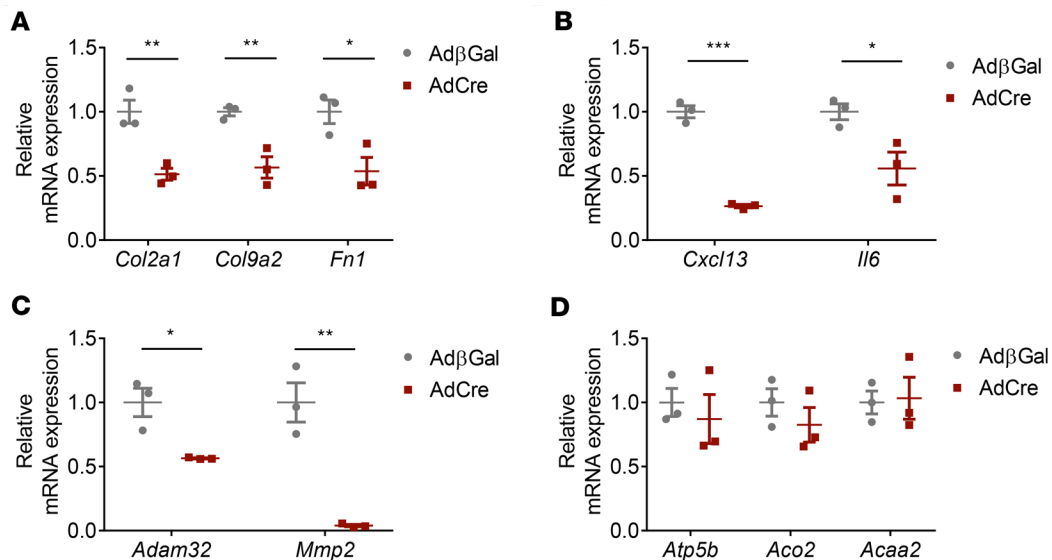 A
Relative
mRNA expression
1.5
1.0
0.5
0.0
**
**
*
AdβGal
AdCre
Col2a1
Col9a2
Fn1
B
Relative
mRNA expression
1.5
1.0
0.5
0.0
***
*
AdβGal
AdCre
Cxcl13
Il6
C
Relative
mRNA expression
1.5
1.0
0.5
0.0
*
**
AdβGal
AdCre
Adam32
Mmp2
D
Relative
mRNA expression
1.5
1.0
0.5
0.0
AdβGal
AdCre
Atp5b
Aco2
Acaa2